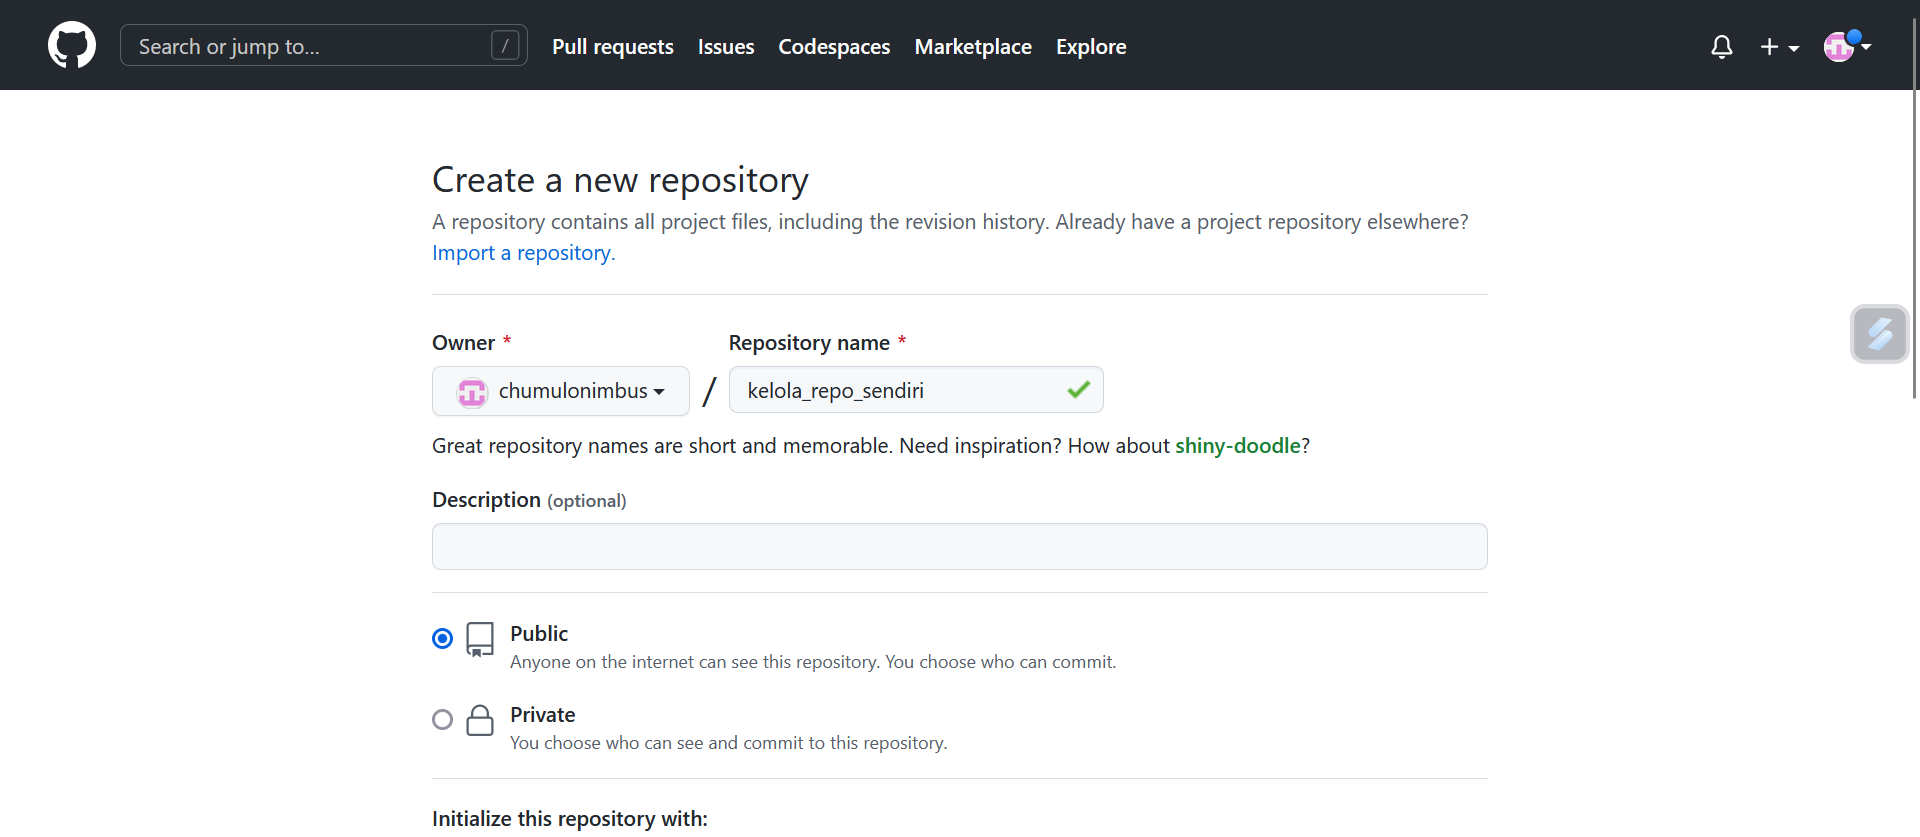 Search or jump to...
/
Pull requests
Issues
Codespaces
Marketplace
Explore
Create a new repository
A repository contains all project files, including the revision history. Already have a project repository elsewhere?
Import a repository.
Owner *
Repository name *
chumulonimbus
/
kelola_repo_sendiri
Great repository names are short and memorable. Need inspiration? How about shiny-doodle?
Description (optional)
Public
Anyone on the internet can see this repository. You choose who can commit.
Private
You choose who can see and commit to this repository.
Initialize this repository with: